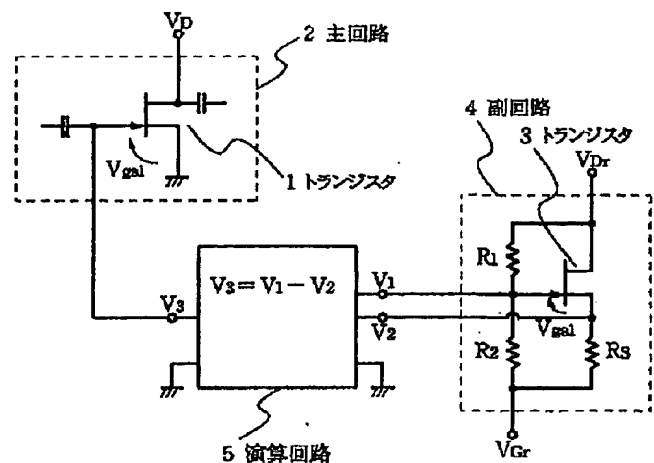 VD
2 主回路
Vgal
1 トランジスタ
4 副回路
3 トランジスタ
VDr
R1
V3=V1-V2
V1
V3
V2
Vgal
R2
R3
5 演算回路
VGr